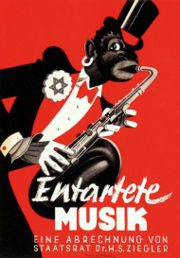 Entartete
MUSIK
EINE ABRECHNUNG VON
STAATSRAT Dr. H.S. ZIEGLER